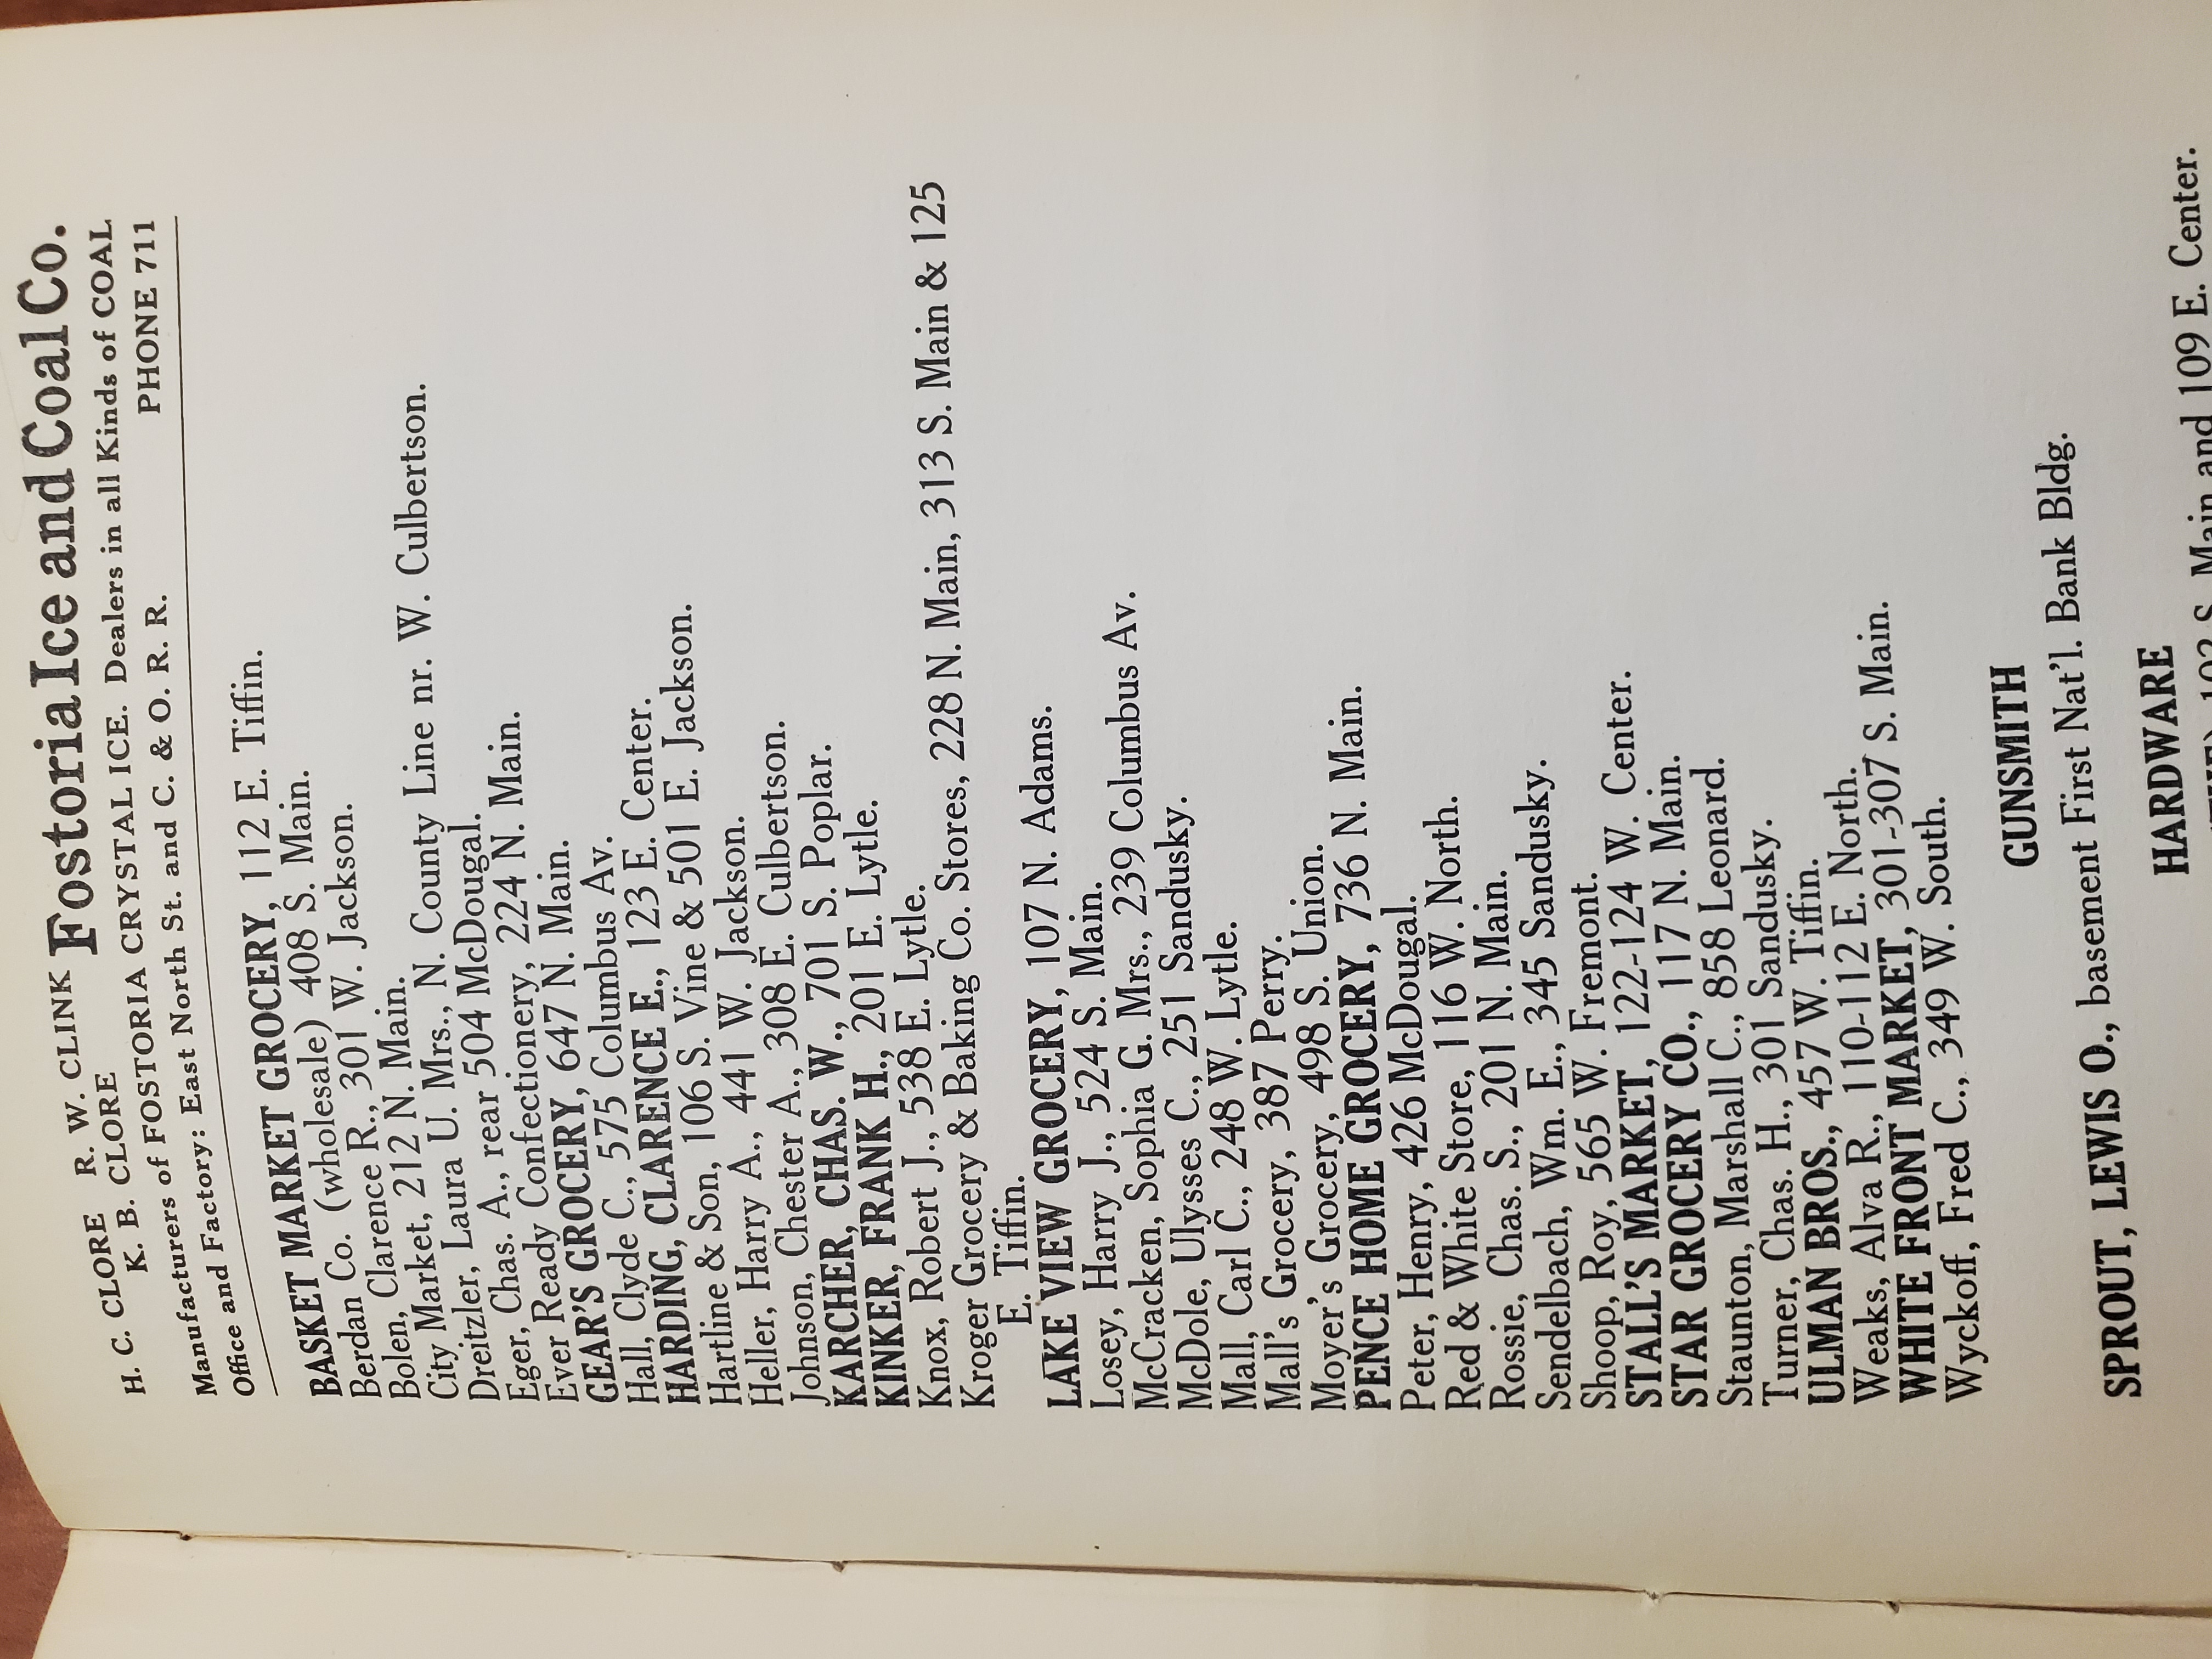 H. C. CLORE R. W. CLINK Fostoria Ice and Coal Co.
K. B. CLORE
Manufacturers of FOSTORIA CRYSTAL ICE. Dealers in all Kinds of COAL
Office and Factory: East North St. and C. & O. R. R. PHONE 711
BASKET MARKET GROCERY, 112 E. Tiffin.
Berdan Co. (wholesale) 408 S. Main.
Bolen, Clarence R., 301 W. Jackson.
City Market, 212 N. Main.
Dreitzler, Laura U. Mrs., N. County Line nr. W. Culbertson.
Eger, Chas. A., rear 504 McDougal.
Ever Ready Confectionery, 224 N. Main.
GEAR'S GROCERY, 647 N. Main.
Hall, Clyde C., 575 Columbus Av.
HARDING, CLARENCE E., 123 E. Center.
Hartline & Son, 106 S. Vine & 501 E. Jackson.
Heller, Harry A., 441 W. Jackson.
Johnson, Chester A., 308 E. Culbertson.
KARCHER, CHAS. W., 701 S. Poplar.
KINKER, FRANK H., 201 E. Lytle.
Knox, Robert J., 538 E. Lytle.
Kroger Grocery & Baking Co. Stores, 228 N. Main, 313 S. Main & 125
E. Tiffin.
LAKE VIEW GROCERY, 107 N. Adams.
Losey, Harry J., 524 S. Main.
McCracken, Sophia G. Mrs., 239 Columbus Av.
McDole, Ulysses C., 251 Sandusky.
Mall, Carl C., 248 W. Lytle.
Mall's Grocery, 387 Perry.
Moyer's Grocery, 498 S. Union.
PENCE HOME GROCERY, 736 N. Main.
Peter, Henry, 426 McDougal.
Red & White Store, 116 W. North.
Rossie, Chas. S., 201 N. Main.
Sendelbach, Wm. E., 345 Sandusky.
Shoop, Roy, 565 W. Fremont.
STALL'S MARKET, 122-124 W. Center.
STAR GROCERY CO., 117 N. Main.
Staunton, Marshall C., 858 Leonard.
Turner, Chas. H., 301 Sandusky.
ULMAN BROS., 457 W. Tiffin.
Weaks, Alva R., 110-112 E. North.
WHITE FRONT MARKET, 301-307 S. Main.
Wyckoff, Fred C., 349 W. South.
GUNSMITH
SPROUT, LEWIS O., basement First Nat'l. Bank Bldg.
HARDWARE
S. Main and 109 E. Center.